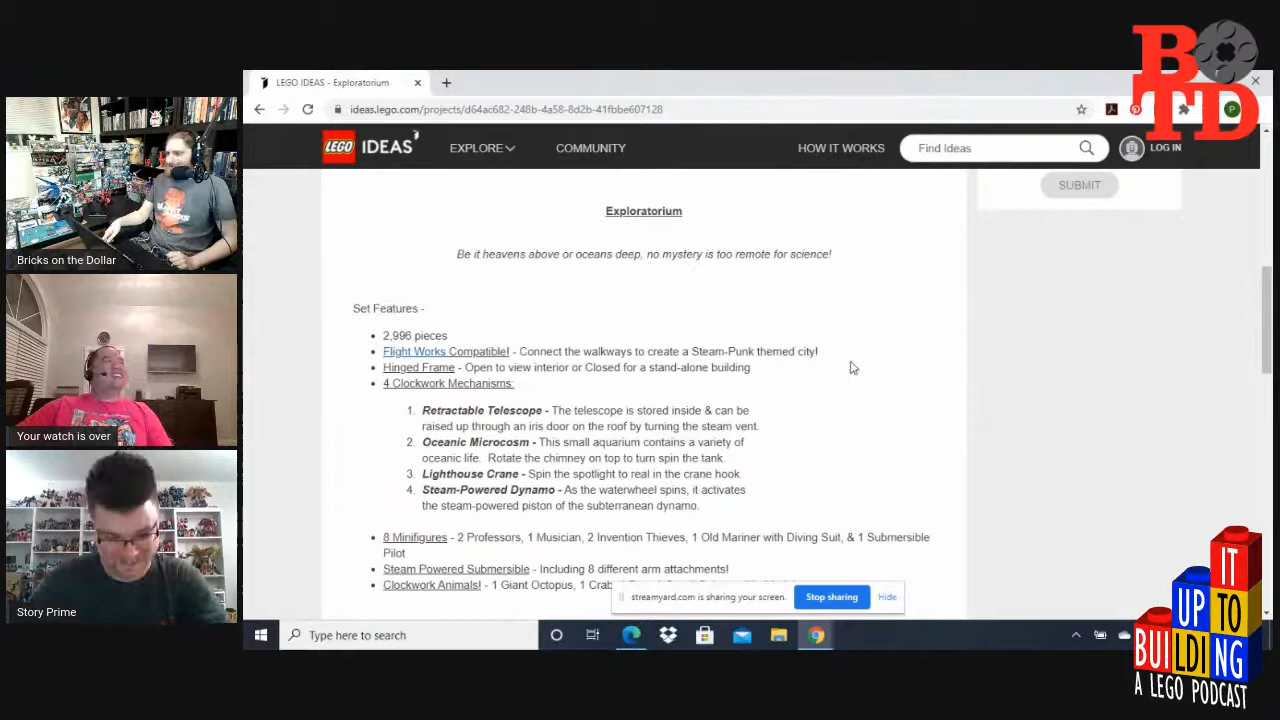 BOTD
LEGO IDEAS - Exploratorium
ideas.lego.com/projects/d64ac682-248b-4a58-8d2b-41fbbe607128
P
LEGO IDEAS
EXPLORE
COMMUNITY
HOW IT WORKS
Find Ideas
LOG IN
SUBMIT
Exploratorium
Be it heavens above or oceans deep, no mystery is too remote for science!
Set Features -
• 2,996 pieces
• Flight Works Compatible! - Connect the walkways to create a Steam-Punk themed city!
• Hinged Frame - Open to view interior or Closed for a stand-alone building
• 4 Clockwork Mechanisms:
1. Retractable Telescope - The telescope is stored inside & can be
raised up through an iris door on the roof by turning the steam vent.
2. Oceanic Microcosm - This small aquarium contains a variety of
oceanic life. Rotate the chimney on top to turn spin the tank.
3. Lighthouse Crane - Spin the spotlight to real in the crane hook.
4. Steam-Powered Dynamo - As the waterwheel spins, it activates
the steam-powered piston of the subterranean dynamo.
• 8 Minifigures - 2 Professors, 1 Musician, 2 Invention Thieves, 1 Old Mariner with Diving Suit, & 1 Submersible
Pilot
• Steam Powered Submersible - Including 8 different arm attachments!
• Clockwork Animals! - 1 Giant Octopus, 1 Crab
streamyard.com is sharing your screen.
Stop sharing
Hide
Type here to search
Bricks on the Dollar
Your watch is over
Story Prime
BUILDING
UP TO
IT
A LEGO PODCAST